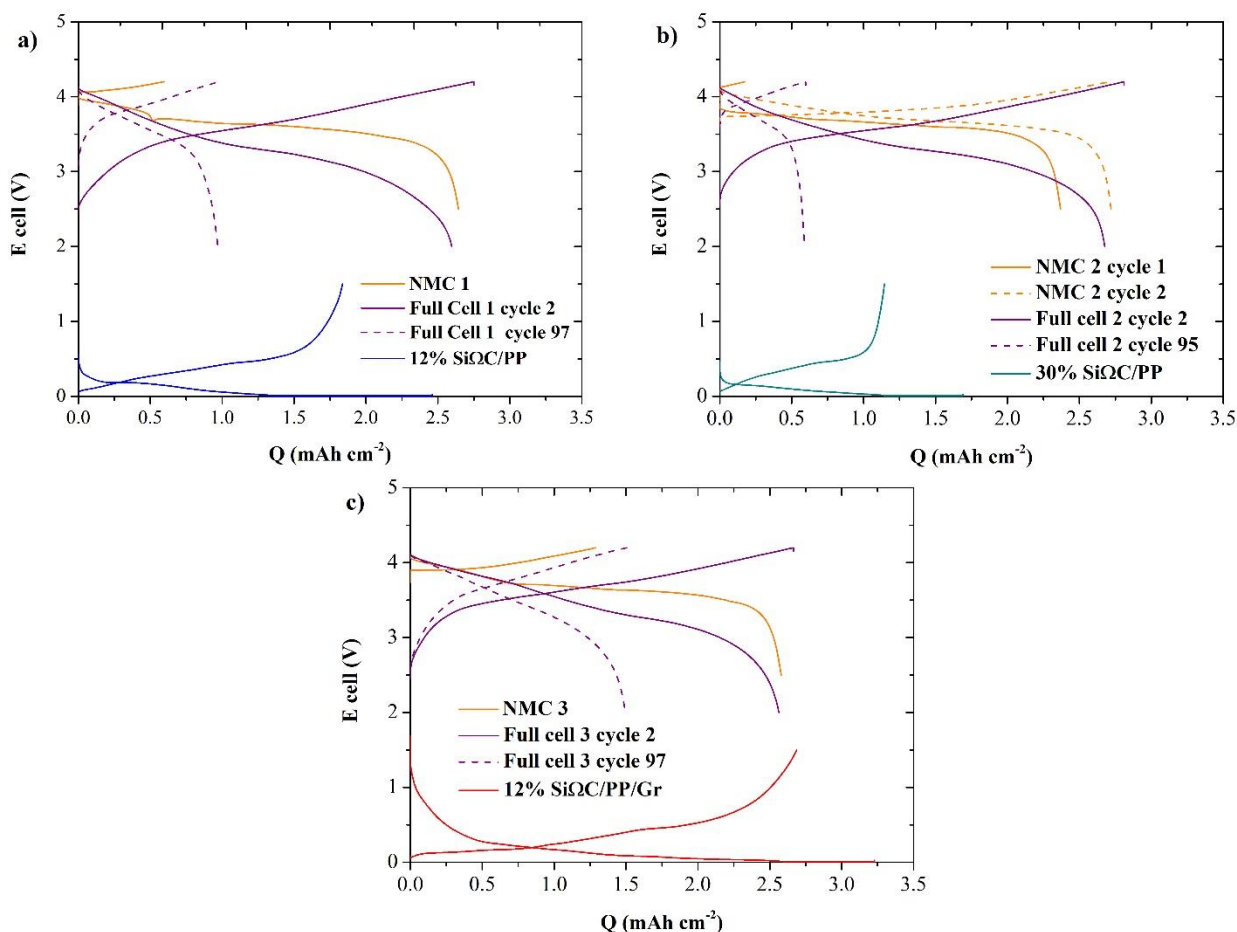 a)
5
4
3
2
1
0
E cell (V)
NMC 1
Full Cell 1 cycle 2
Full Cell 1 cycle 97
12% SiΩC/PP
0.0 0.5 1.0 1.5 2.0 2.5 3.0 3.5
Q (mAh cm-2)
b)
5
4
3
2
1
0
E cell (V)
NMC 2 cycle 1
NMC 2 cycle 2
Full cell 2 cycle 2
Full cell 2 cycle 95
30% SiΩC/PP
0.0 0.5 1.0 1.5 2.0 2.5 3.0 3.5
Q (mAh cm-2)
c)
5
4
3
2
1
0
E cell (V)
NMC 3
Full cell 3 cycle 2
Full cell 3 cycle 97
12% SiΩC/PP/Gr
0.0 0.5 1.0 1.5 2.0 2.5 3.0 3.5
Q (mAh cm-2)